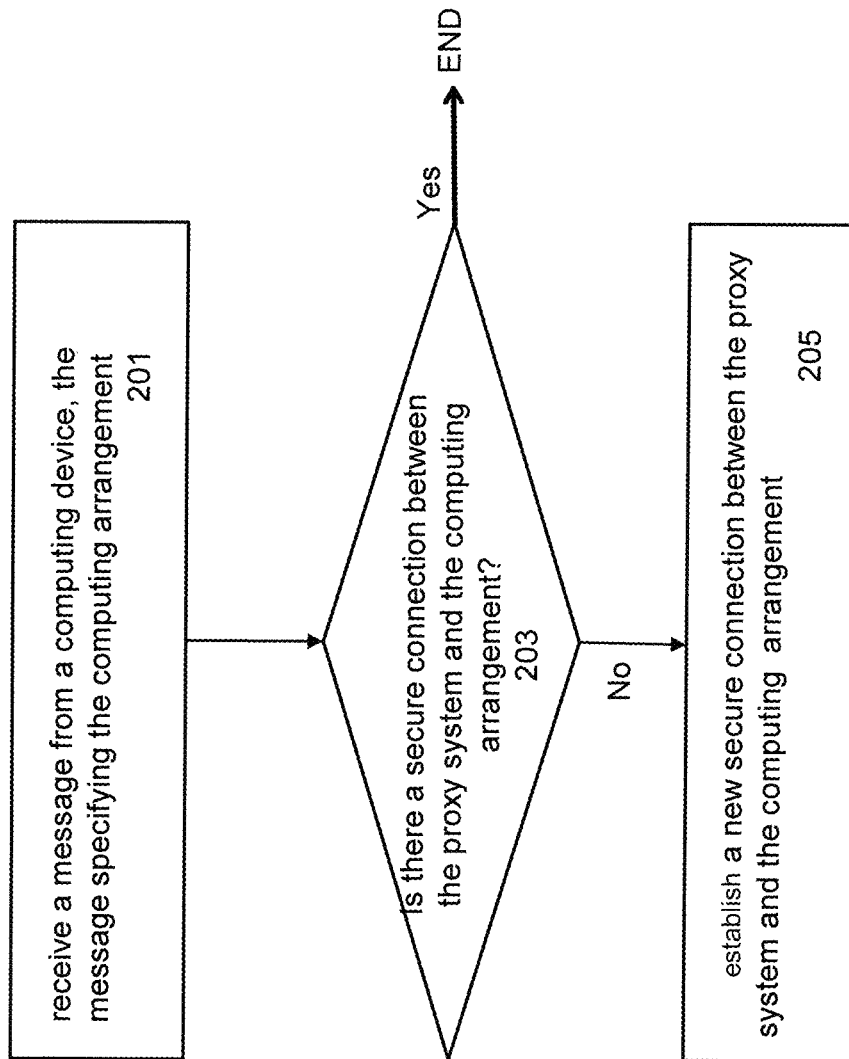 receive a message from a computing device, the
message specifying the computing arrangement
201
Is there a secure connection between
the proxy system and the computing
arrangement?
203
Yes
END
No
establish a new secure connection between the proxy
system and the computing arrangement
205